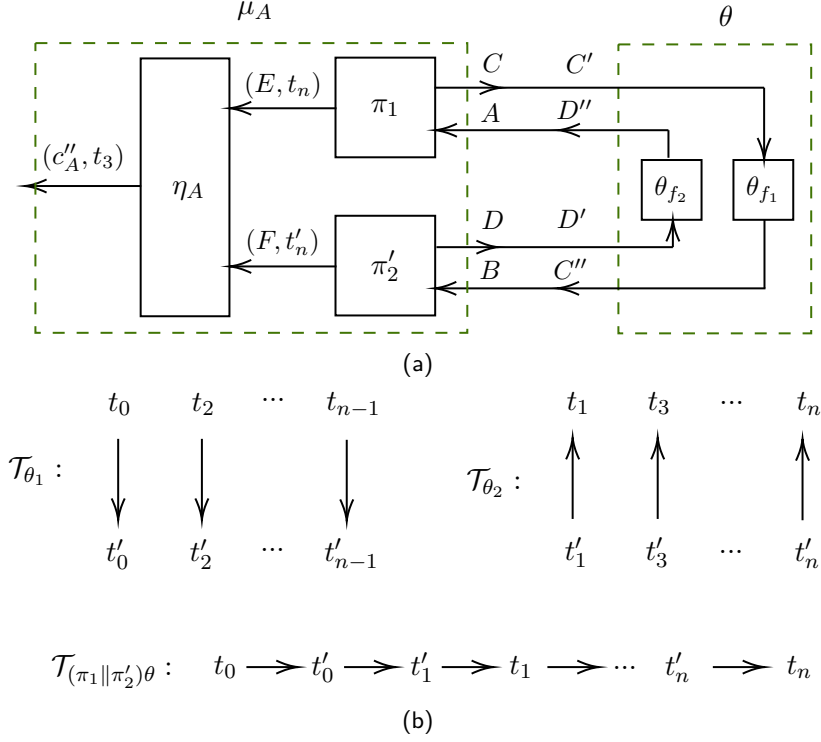 μ_A θ
C C′
(E, t_n) π_1 A D″
(c″_A, t_3) η_A θ_{f_2} θ_{f_1}
(F, t′_n) π′_2 D D′
B C″
(a)
t_0 t_2 ··· t_{n−1} t_1 t_3 ··· t_n
𝒯_{θ_1} : 𝒯_{θ_2} :
t′_0 t′_2 ··· t′_{n−1} t′_1 t′_3 ··· t′_n
𝒯_{(π_1∥π′_2)θ} : t_0 t′_0 t′_1 t_1 ··· t′_n t_n
(b)